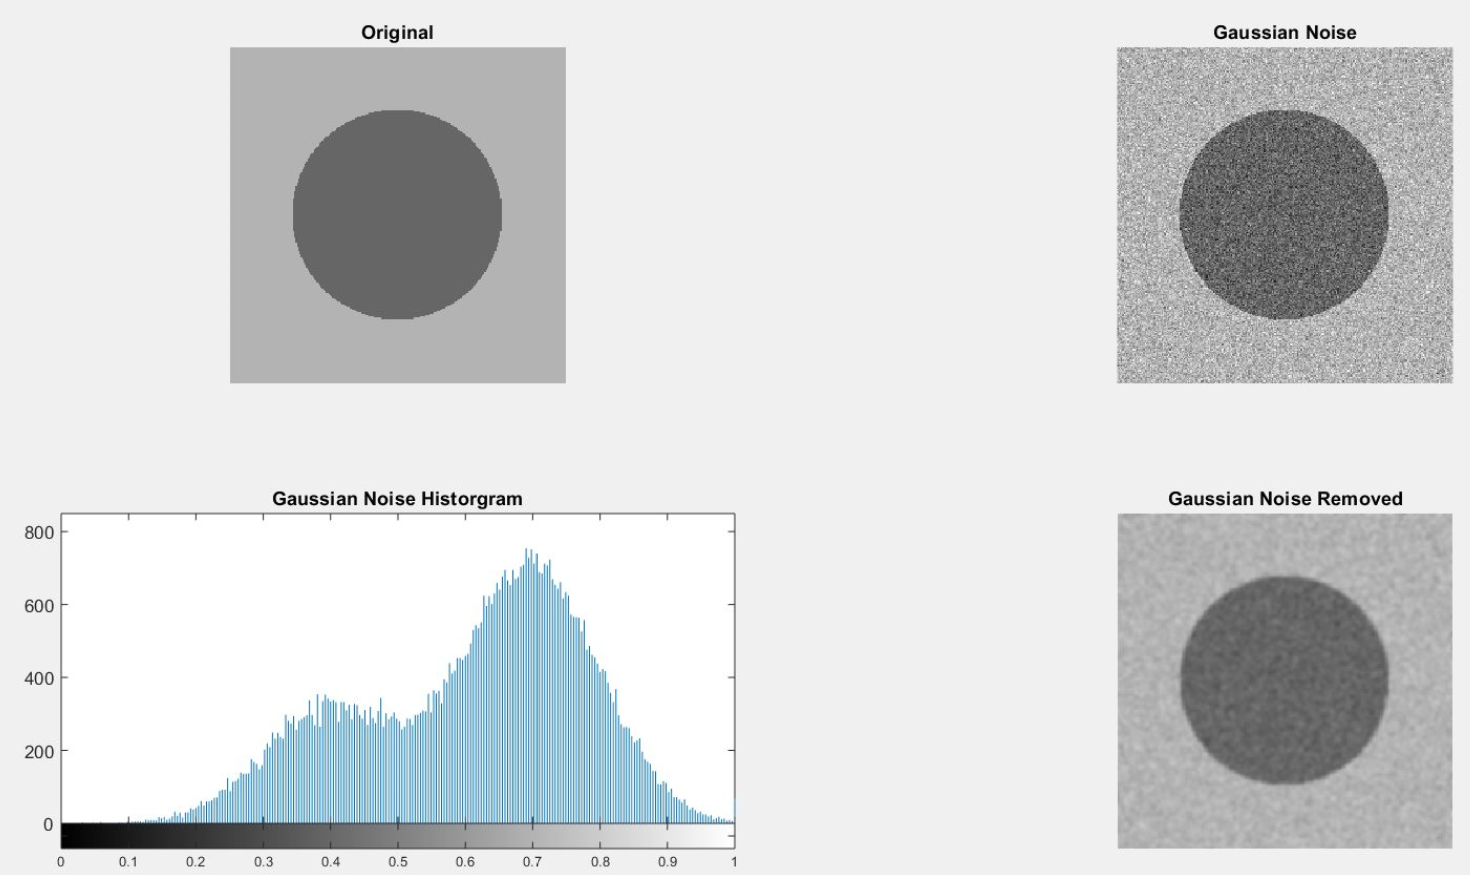 Original
Gaussian Noise
Gaussian Noise Historgram
800
600
400
200
0
0 0.1 0.2 0.3 0.4 0.5 0.6 0.7 0.8 0.9 1
Gaussian Noise Removed